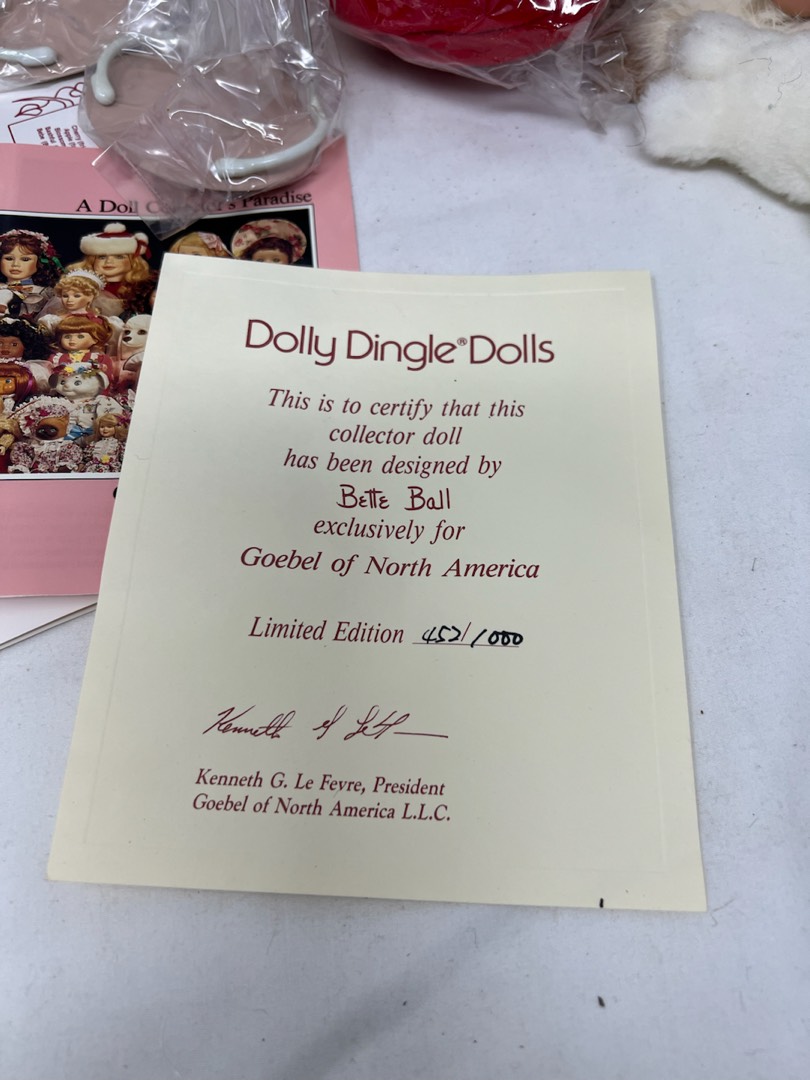 A Doll Paradise
Dolly Dingle® Dolls
This is to certify that this
collector doll
has been designed by
Bette Ball
exclusively for
Goebel of North America
Limited Edition 452/1000
Kenneth G. Le Fevre, President
Goebel of North America L.L.C.